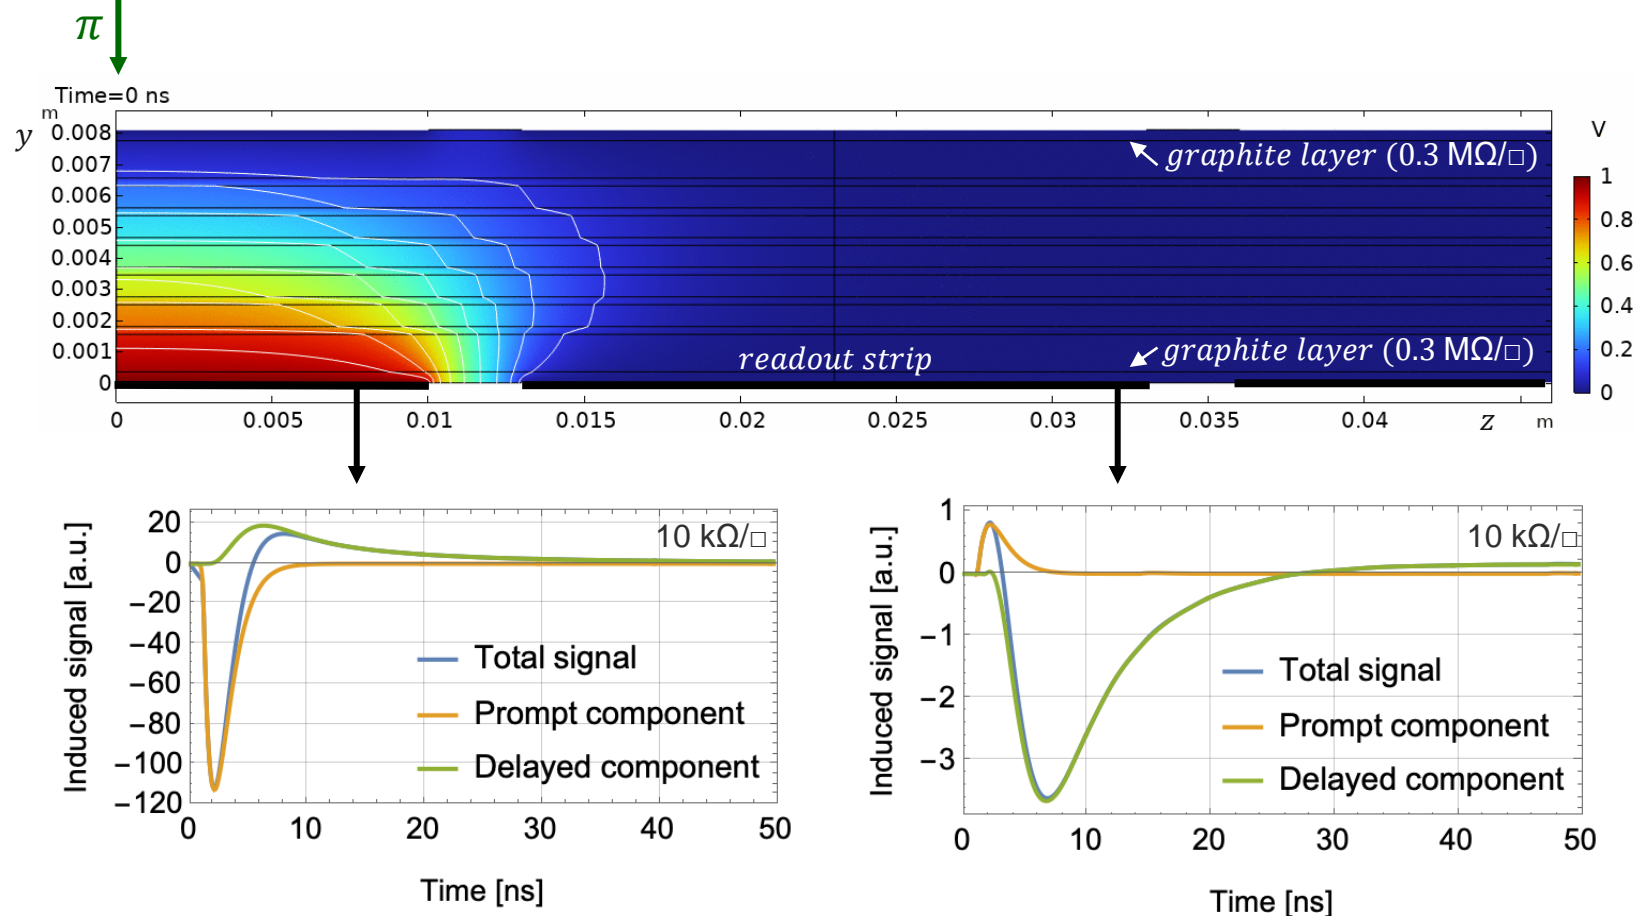 π
Time=0 ns
m
y
0.008
0.007
0.006
0.005
0.004
0.003
0.002
0.001
0
graphite layer (0.3 MΩ/□)
graphite layer (0.3 MΩ/□)
readout strip
0 0.005 0.01 0.015 0.02 0.025 0.03 0.035 0.04 z m
V
1
0.8
0.6
0.4
0.2
0
Induced signal [a.u.]
20
0
−20
−40
−60
−80
−100
−120
10 kΩ/□
Total signal
Prompt component
Delayed component
0 10 20 30 40 50
Time [ns]
Induced signal [a.u.]
1
0
−1
−2
−3
10 kΩ/□
Total signal
Prompt component
Delayed component
0 10 20 30 40 50
Time [ns]